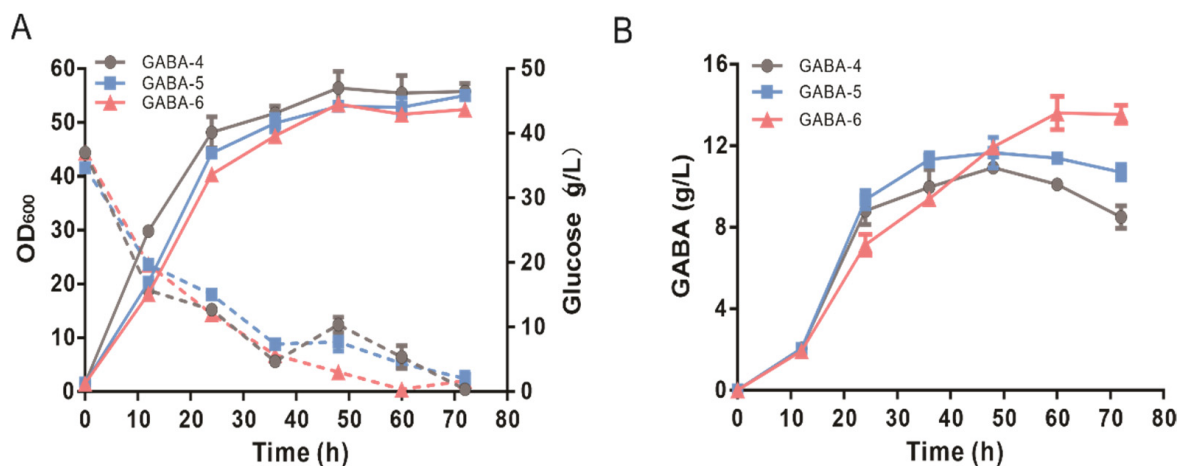 A
GABA-4
GABA-5
GABA-6
60
50
40
30
20
10
0
OD600
50
40
30
20
10
0
Glucose (g/L)
0 10 20 30 40 50 60 70 80
Time (h)
B
GABA-4
GABA-5
GABA-6
16
12
8
4
0
GABA (g/L)
0 10 20 30 40 50 60 70 80
Time (h)